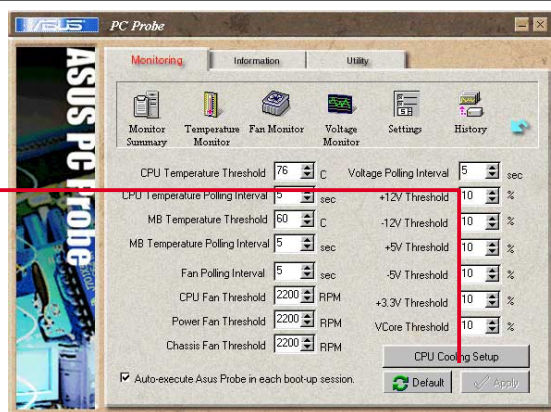 ASUS PC Probe
ASUS PC Probe
Monitoring Information Utility
Monitor Summary
Temperature Monitor
Fan Monitor
Voltage Monitor
Settings
History
CPU Temperature Threshold 76 C
Voltage Polling Interval 5 sec
CPU Temperature Polling Interval 5 sec
+12V Threshold 10 %
MB Temperature Threshold 60 C
-12V Threshold 10 %
MB Temperature Polling Interval 5 sec
+5V Threshold 10 %
Fan Polling Interval 5 sec
-5V Threshold 10 %
CPU Fan Threshold 2200 RPM
+3.3V Threshold 10 %
Power Fan Threshold 2200 RPM
VCore Threshold 10 %
Chassis Fan Threshold 2200 RPM
CPU Cooling Setup
Auto-execute Asus Probe in each boot-up session.
Default
Apply